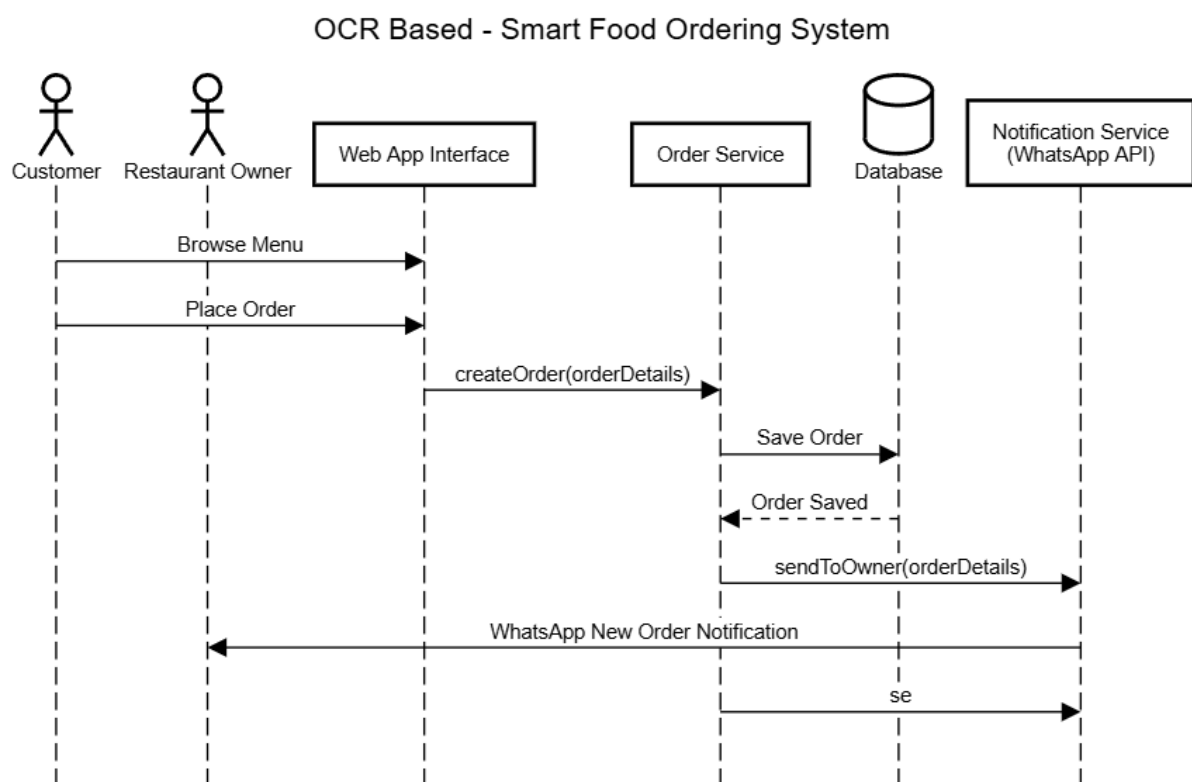 OCR Based - Smart Food Ordering System
Customer
Restaurant Owner
Web App Interface
Order Service
Database
Notification Service
(WhatsApp API)
Browse Menu
Place Order
createOrder(orderDetails)
Save Order
Order Saved
sendToOwner(orderDetails)
WhatsApp New Order Notification
se